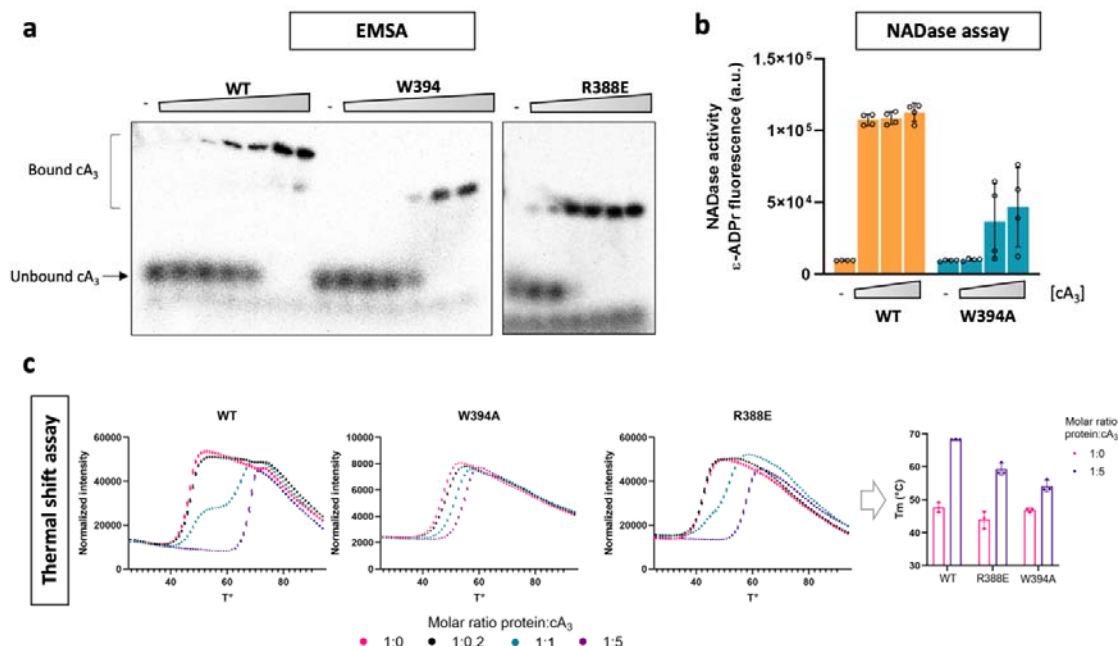 a
EMSA
WT
W394
R388E
-
-
-
Bound cA₃
Unbound cA₃
b
NADase assay
NADase activity
ε-ADPr fluorescence (a.u.)
1.5×10⁵
1×10⁵
5×10⁴
0
-
-
[cA₃]
WT
W394A
c
Thermal shift assay
WT
Normalized intensity
60000
40000
20000
0
40 60 80
T°
W394A
Normalized intensity
10000
8000
6000
4000
2000
0
40 60 80
T°
R388E
Normalized intensity
60000
40000
20000
0
40 60 80
T°
Tm (°C)
70
60
50
40
30
WT R388E W394A
Molar ratio
protein:cA₃
1:0
1:5
Molar ratio protein:cA₃
1:0 1:0.2 1:1 1:5